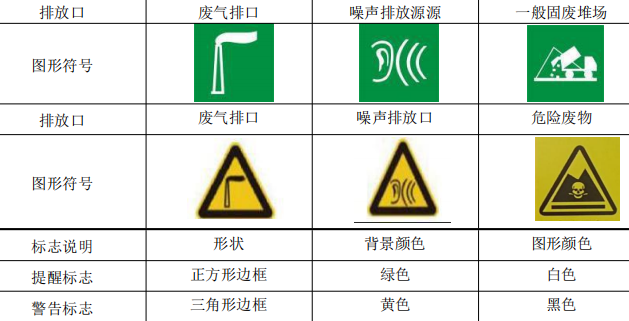 排放口 废气排口 噪声排放源源 一般固废堆场
图形符号
排放口 废气排口 噪声排放口 危险废物
图形符号
标志说明 形状 背景颜色 图形颜色
提醒标志 正方形边框 绿色 白色
警告标志 三角形边框 黄色 黑色